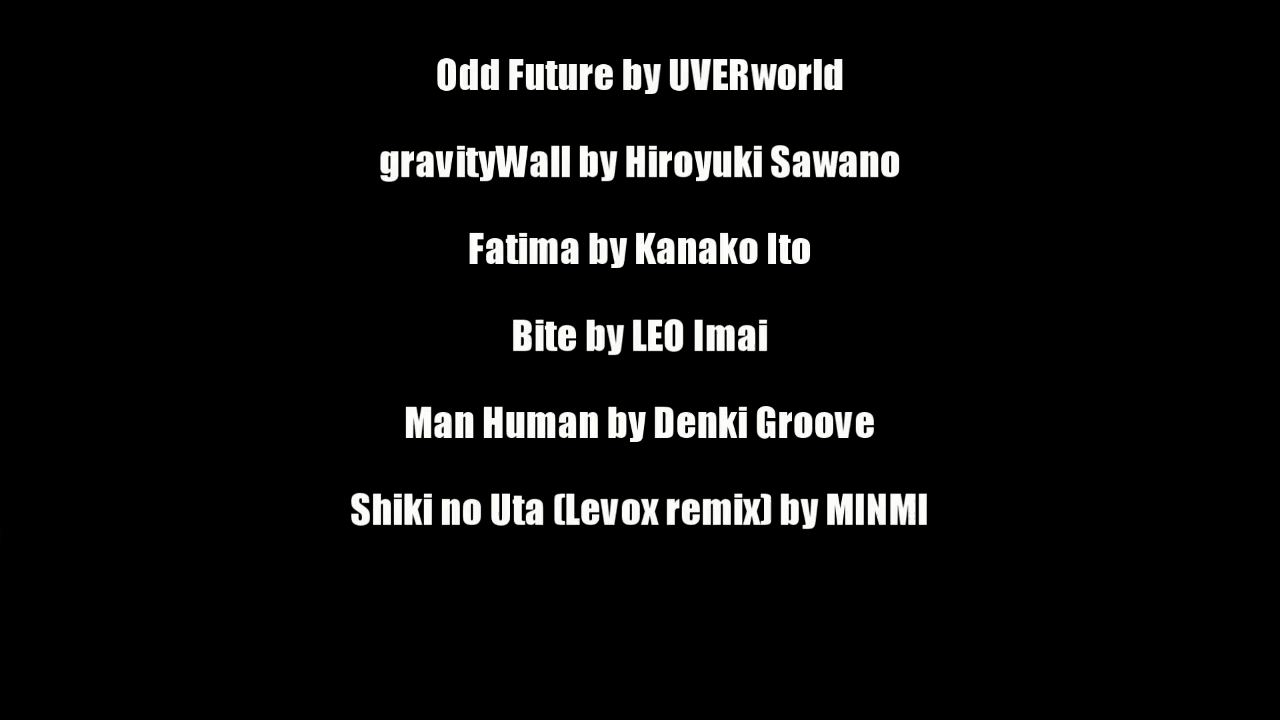 Odd Future by UVERworld
gravityWall by Hiroyuki Sawano
Fatima by Kanako Ito
Bite by LEO Imai
Man Human by Denki Groove
Shiki no Uta (Levox remix) by MINMI